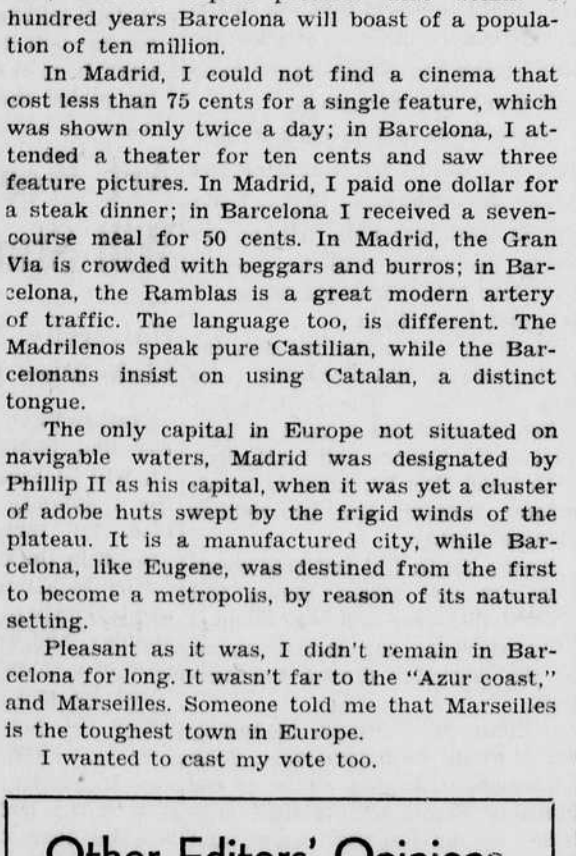 hundred years Barcelona will boast of a popula-
tion of ten million.
In Madrid, I could not find a cinema that
cost less than 75 cents for a single feature, which
was shown only twice a day; in Barcelona, I at-
tended a theater for ten cents and saw three
feature pictures. In Madrid, I paid one dollar for
a steak dinner; in Barcelona I received a seven-
course meal for 50 cents. In Madrid, the Gran
Via is crowded with beggars and burros; in Bar-
celona, the Ramblas is a great modern artery
of traffic. The language too, is different. The
Madrilenos speak pure Castilian, while the Bar-
celonans insist on using Catalan, a distinct
tongue.
The only capital in Europe not situated on
navigable waters, Madrid was designated by
Phillip II as his capital, when it was yet a cluster
of adobe huts swept by the frigid winds of the
plateau. It is a manufactured city, while Bar-
celona, like Eugene, was destined from the first
to become a metropolis, by reason of its natural
setting.
Pleasant as it was, I didn't remain in Bar-
celona for long. It wasn't far to the "Azur coast,"
and Marseilles. Someone told me that Marseilles
is the toughest town in Europe.
I wanted to cast my vote too.
Other Editors' Opinions